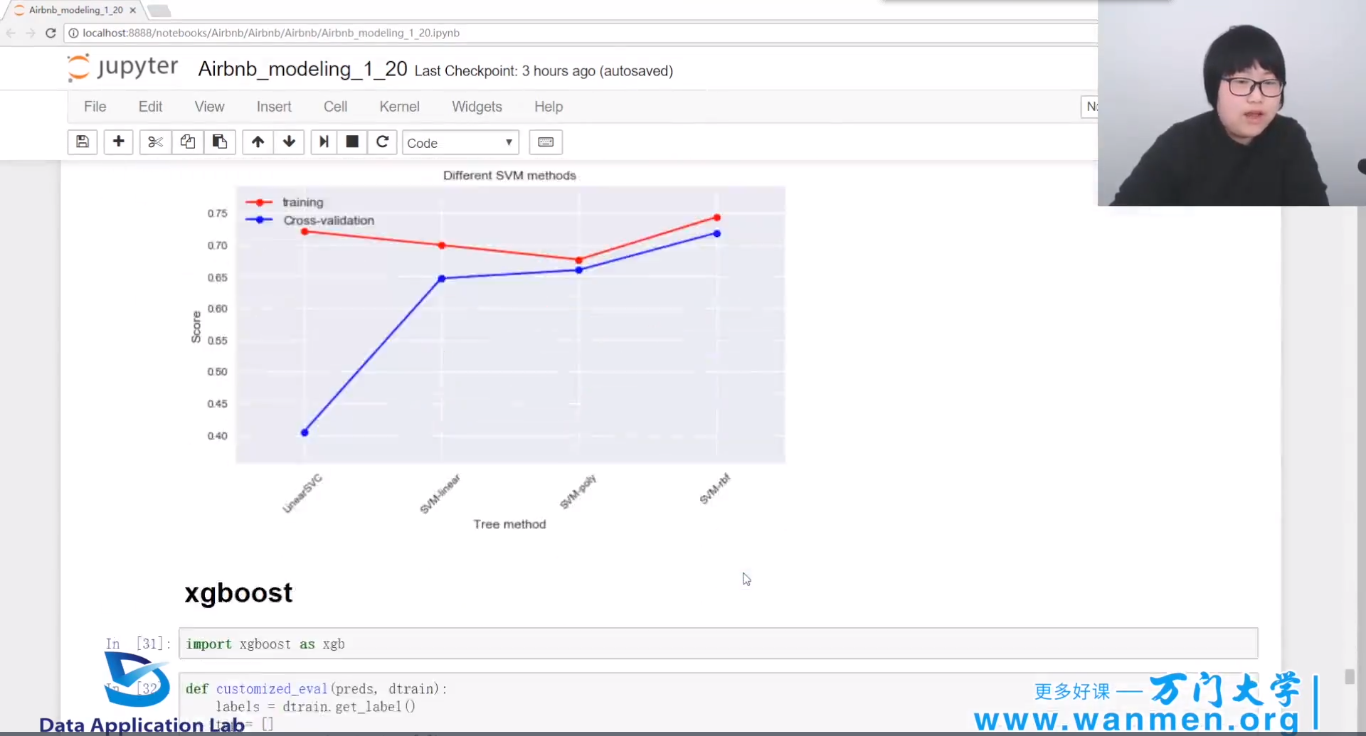 Airbnb_modeling_1_20
localhost:8888/notebooks/Airbnb/Airbnb/Airbnb/Airbnb_modeling_1_20.ipynb
jupyter Airbnb_modeling_1_20 Last Checkpoint: 3 hours ago (autosaved)
File Edit View Insert Cell Kernel Widgets Help
Code
Different SVM methods
training
Cross-validation
0.75
0.70
0.65
0.60
0.55
0.50
0.45
0.40
Score
LinearSVC SVM-linear SVM-poly SVM-rbf
Tree method
xgboost
In [31]: import xgboost as xgb
In [32]: def customized_eval(preds, dtrain):
labels = dtrain.get_label()
= []
Data Application Lab
更多好课 — 万门大学
www.wanmen.org